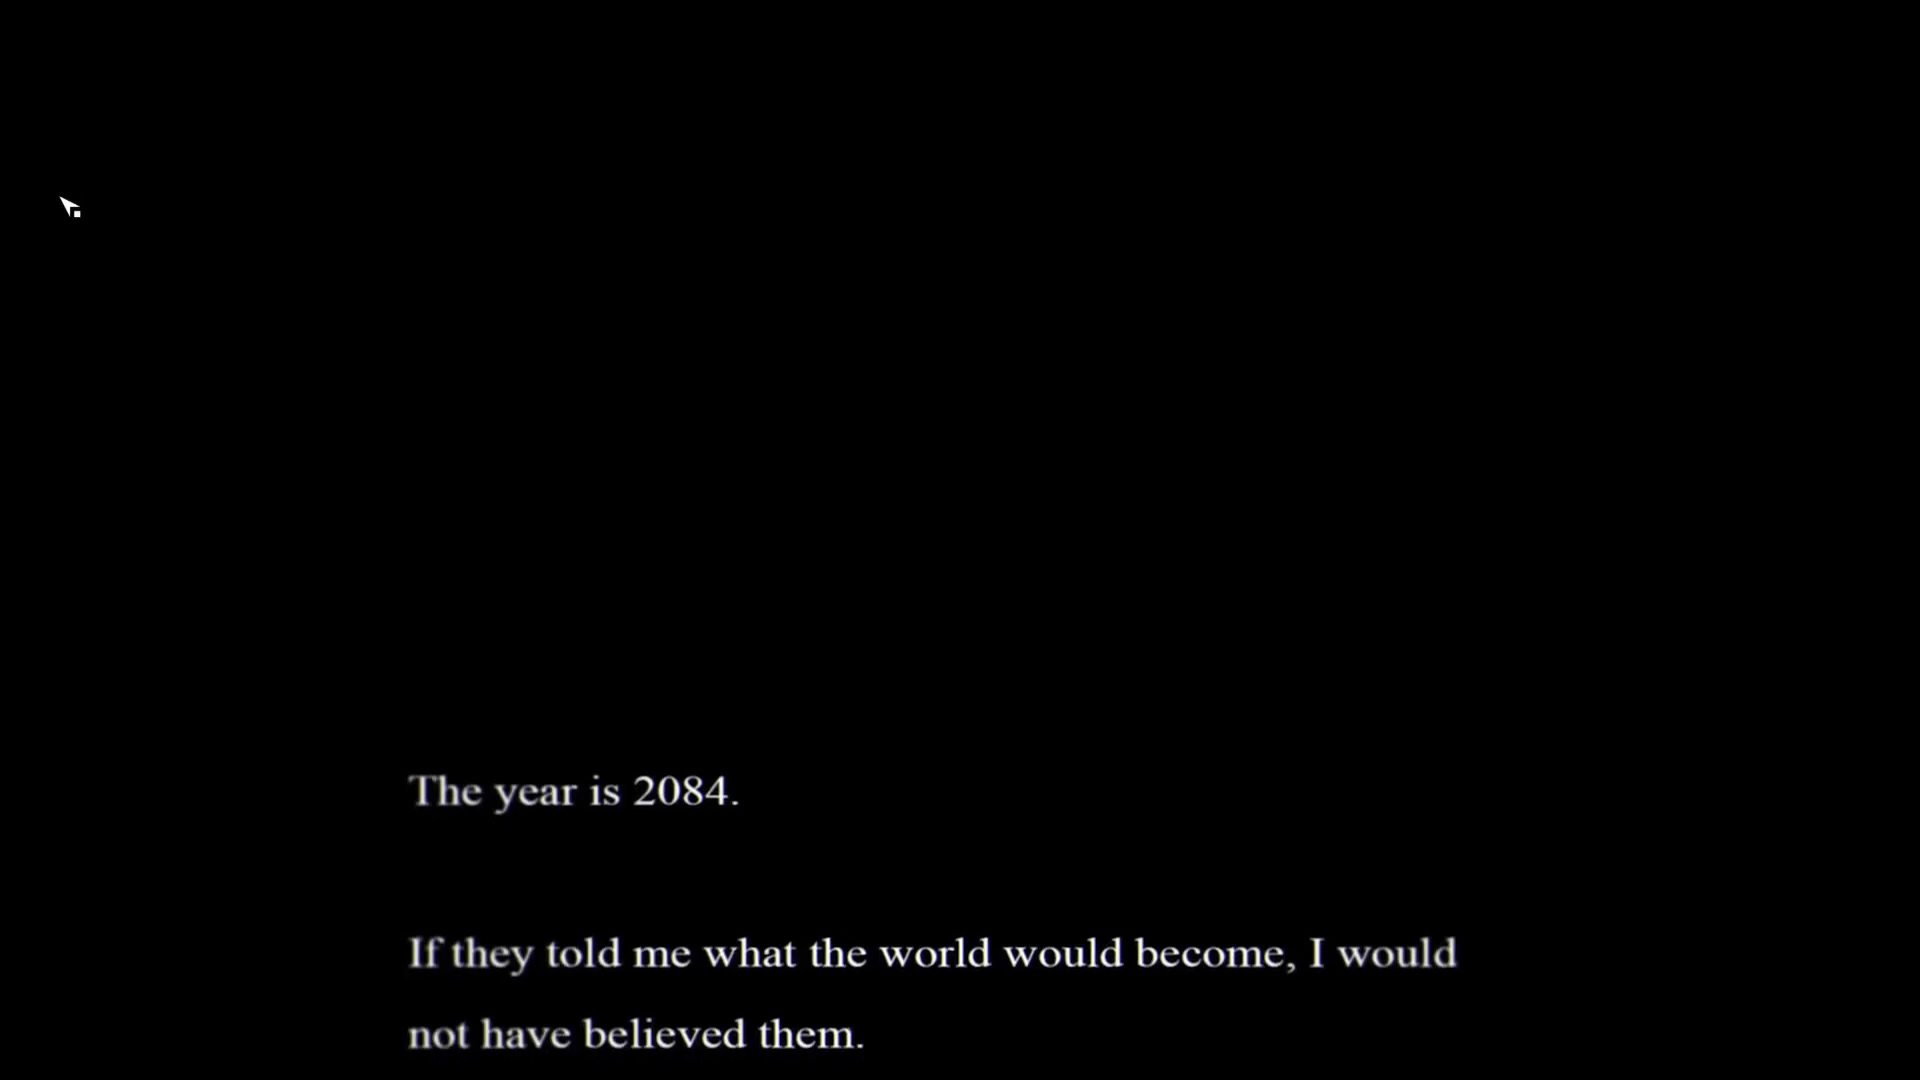 The year is 2084.
If they told me what the world would become, I would
not have believed them.